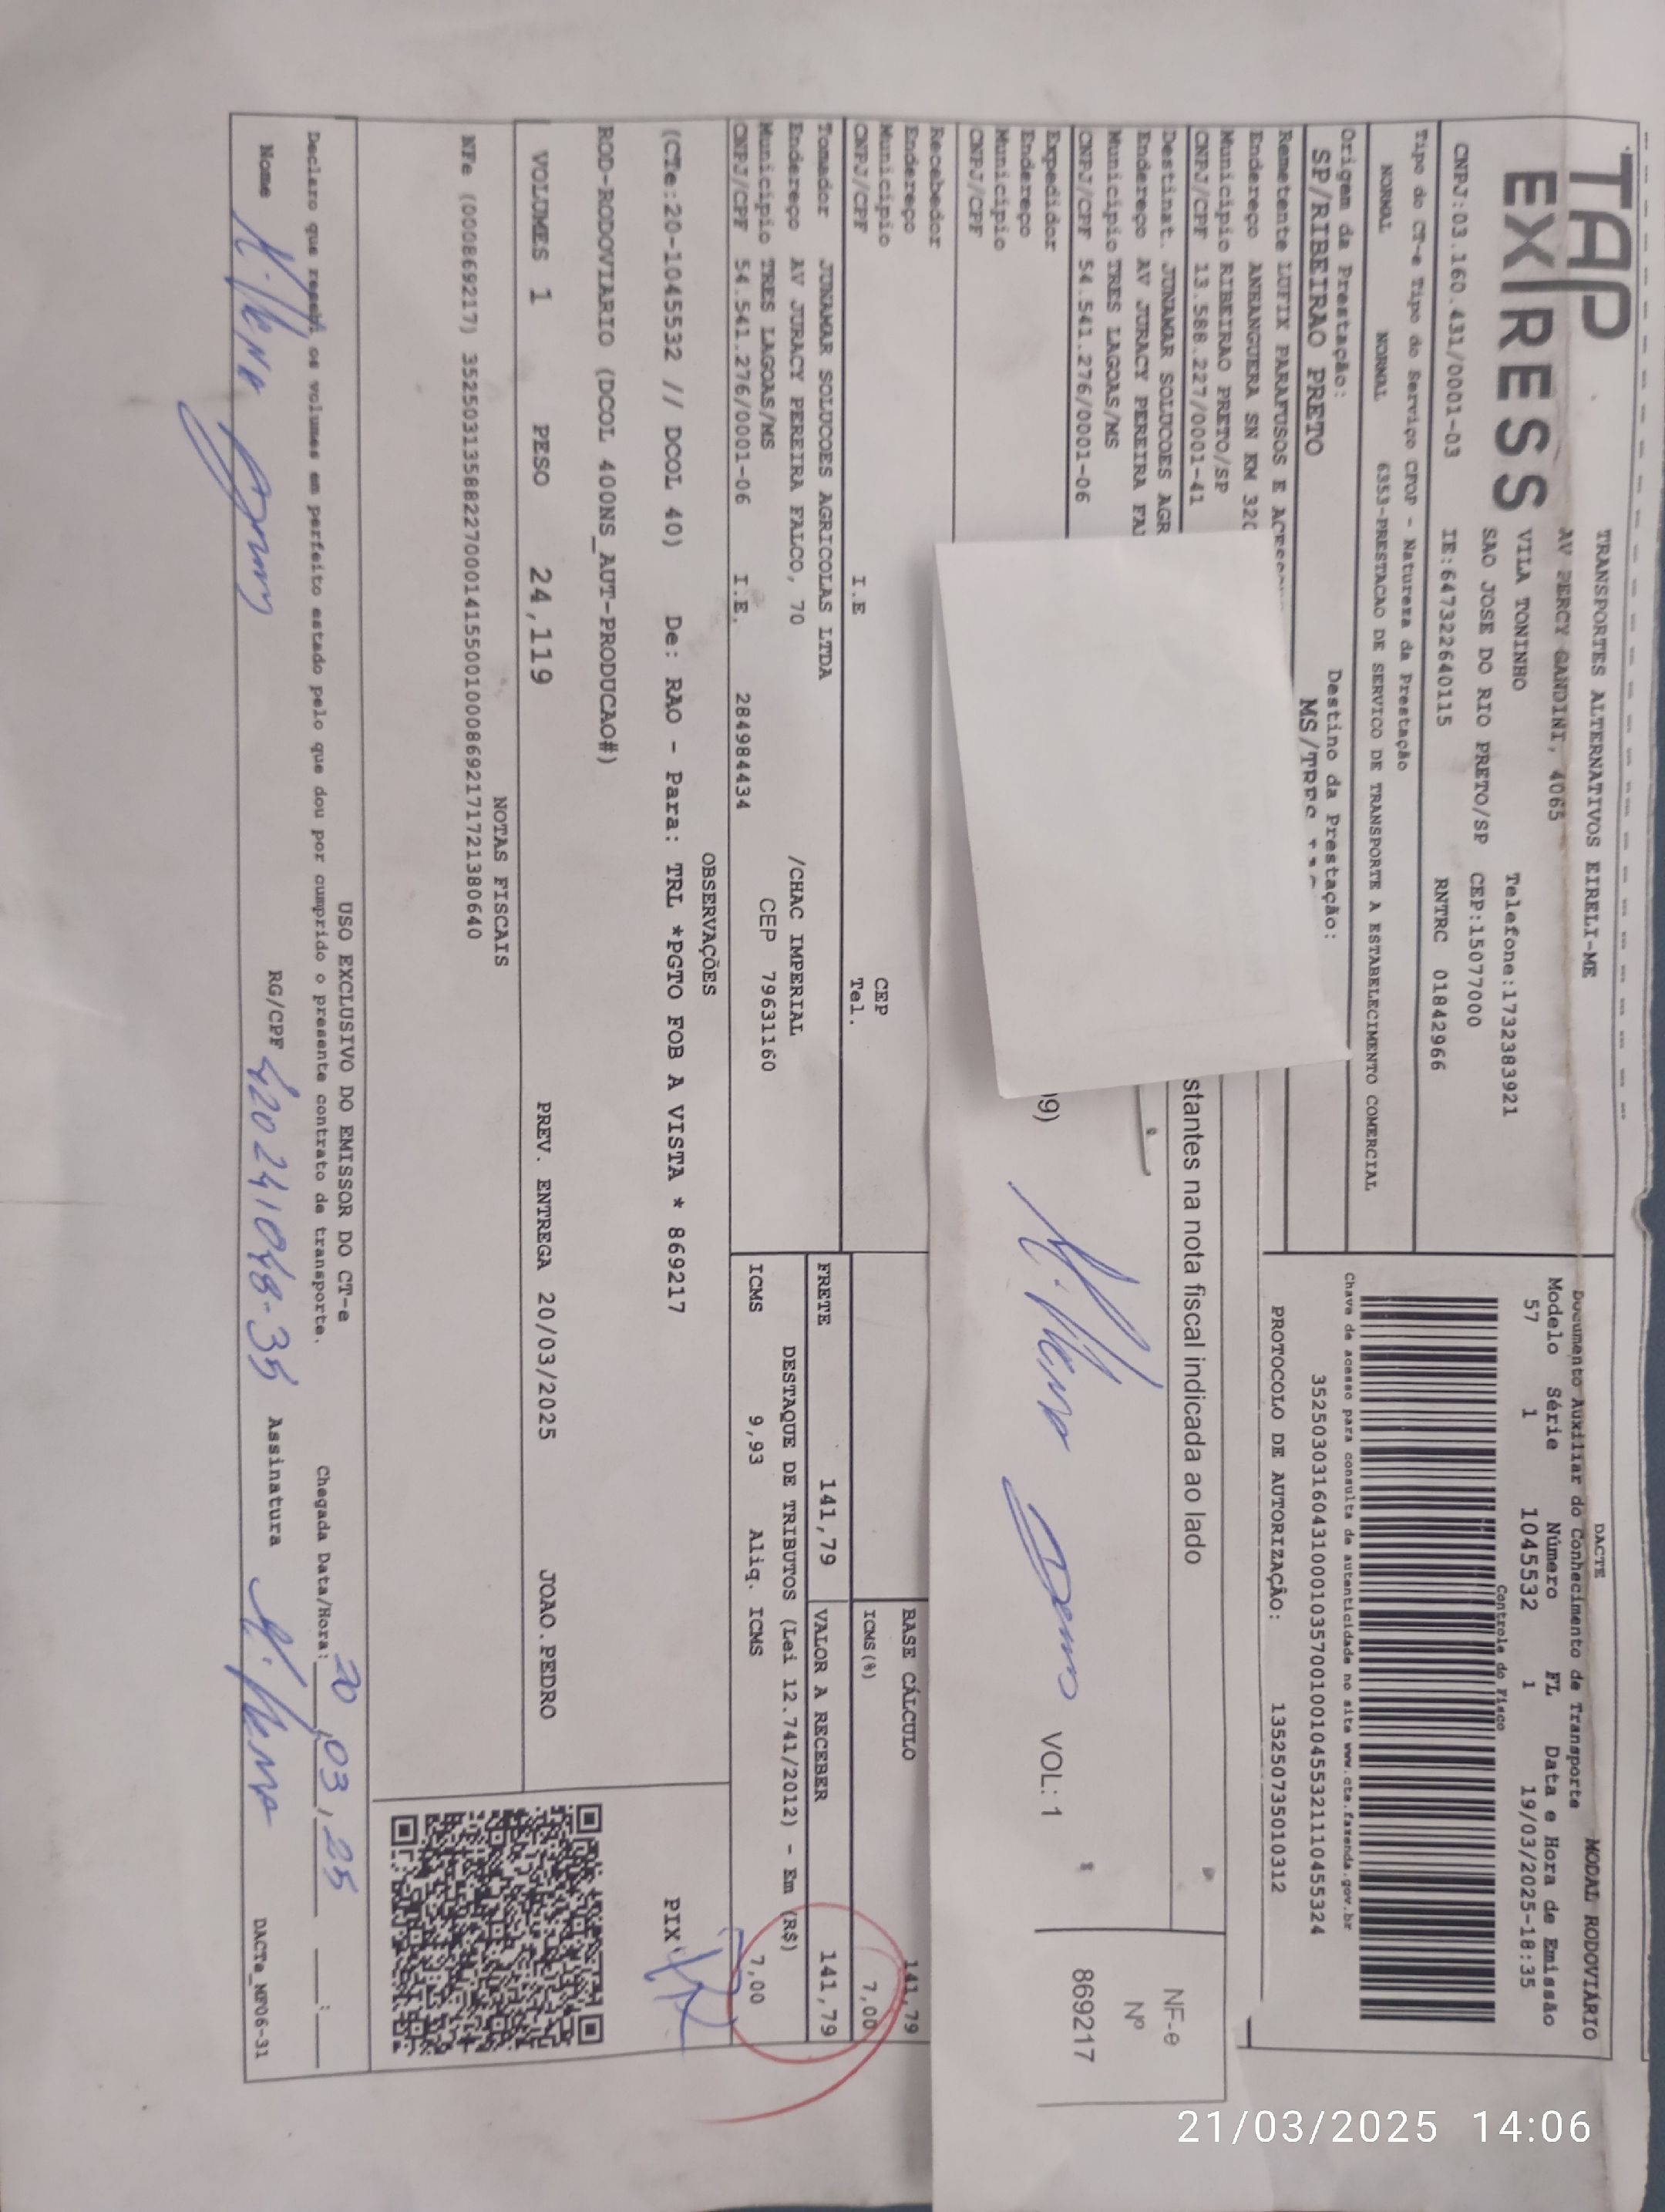 TAP
EXPRESS
TRANSPORTES ALTERNATIVOS EIRELI-ME
AV PERCY GANDINI, 4065
VILA TONINHO Telefone:1732383921
SAO JOSE DO RIO PRETO/SP CEP:15077000
CNPJ:03.160.431/0001-03 IE:647322640115 RNTRC 01842966
DACTE MODAL RODOVIÁRIO
Documento Auxiliar do Conhecimento de Transporte
Modelo Série Número FL Data e Hora de Emissão
57 1 1045532 1 19/03/2025-18:35
Controle do Fisco
Tipo do CT-e Tipo do Serviço CFOP - Natureza da Prestação
NORMAL NORMAL 6353-PRESTACAO DE SERVICO DE TRANSPORTE A ESTABELECIMENTO COMERCIAL
Chave de acesso para consulta de autenticidade no site www.cte.fazenda.gov.br
35250303160431000103570010010455321110455324
Origem da Prestação: Destino da Prestação:
SP/RIBEIRAO PRETO MS/TRES
PROTOCOLO DE AUTORIZAÇÃO: 135250735010312
Remetente LUFIX PARAFUSOS E
Endereço ANHANGUERA SN KM 320
Município RIBEIRAO PRETO/SP
CNPJ/CPF 13.588.227/0001-41
stantes na nota fiscal indicada ao lado
Destinat. JUNAMAR SOLUCOES AGR
Endereço AV JURACY PEREIRA FA
Município TRES LAGOAS/MS
CNPJ/CPF 54.541.276/0001-06
NF-e
Nº
869217
Expedidor
Endereço
Município
CNPJ/CPF
09)
VOL: 1
Recebedor
Endereço
Município CEP
CNPJ/CPF I.E Tel.
BASE CÁLCULO 141,79
ICMS(%) 7,00
Tomador JUNAMAR SOLUCOES AGRICOLAS LTDA
Endereço AV JURACY PEREIRA FALCO, 70 /CHAC IMPERIAL
Município TRES LAGOAS/MS CEP 79631160
CNPJ/CPF 54.541.276/0001-06 I.E. 284984434
FRETE 141,79 VALOR A RECEBER 141,79
DESTAQUE DE TRIBUTOS (Lei 12.741/2012) - Em (R$)
ICMS 9,93 Aliq. ICMS 7,00
OBSERVAÇÕES
(CTe:20-1045532 // DCOL 40) De: RAO - Para: TRL *PGTO FOB A VISTA * 869217
PIX
ROD-RODOVIARIO (DCOL 400NS_AUT-PRODUCAO#)
VOLUMES 1 PESO 24,119 PREV. ENTREGA 20/03/2025 JOAO.PEDRO
NOTAS FISCAIS
NFe (000869217) 35250313588227000141550010008692171721380640
USO EXCLUSIVO DO EMISSOR DO CT-e
Declaro que recebi os volumes em perfeito estado pelo que dou por cumprido o presente contrato de transporte. Chegada Data/Hora: 20/03/25 __:__
Nome RG/CPF 420241048-35 Assinatura
DACTe_MF06-31
21/03/2025 14:06